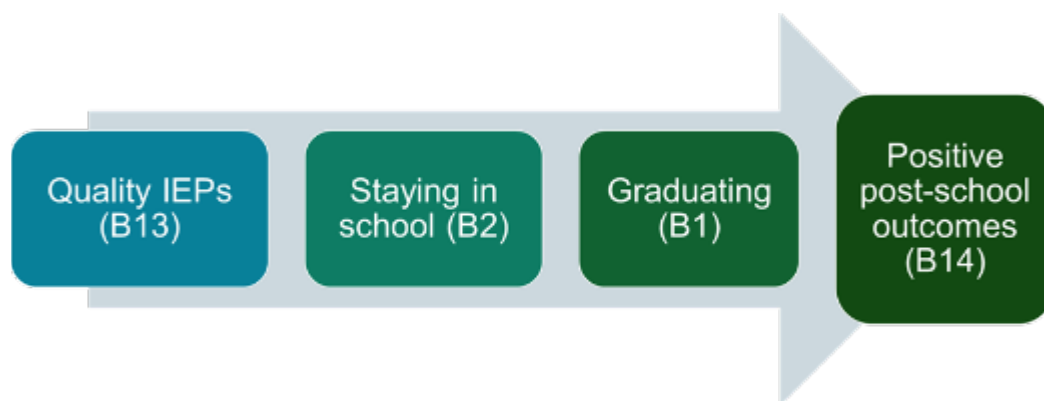 Quality IEPs
(B13)
Staying in
school (B2)
Graduating
(B1)
Positive
post-school
outcomes
(B14)